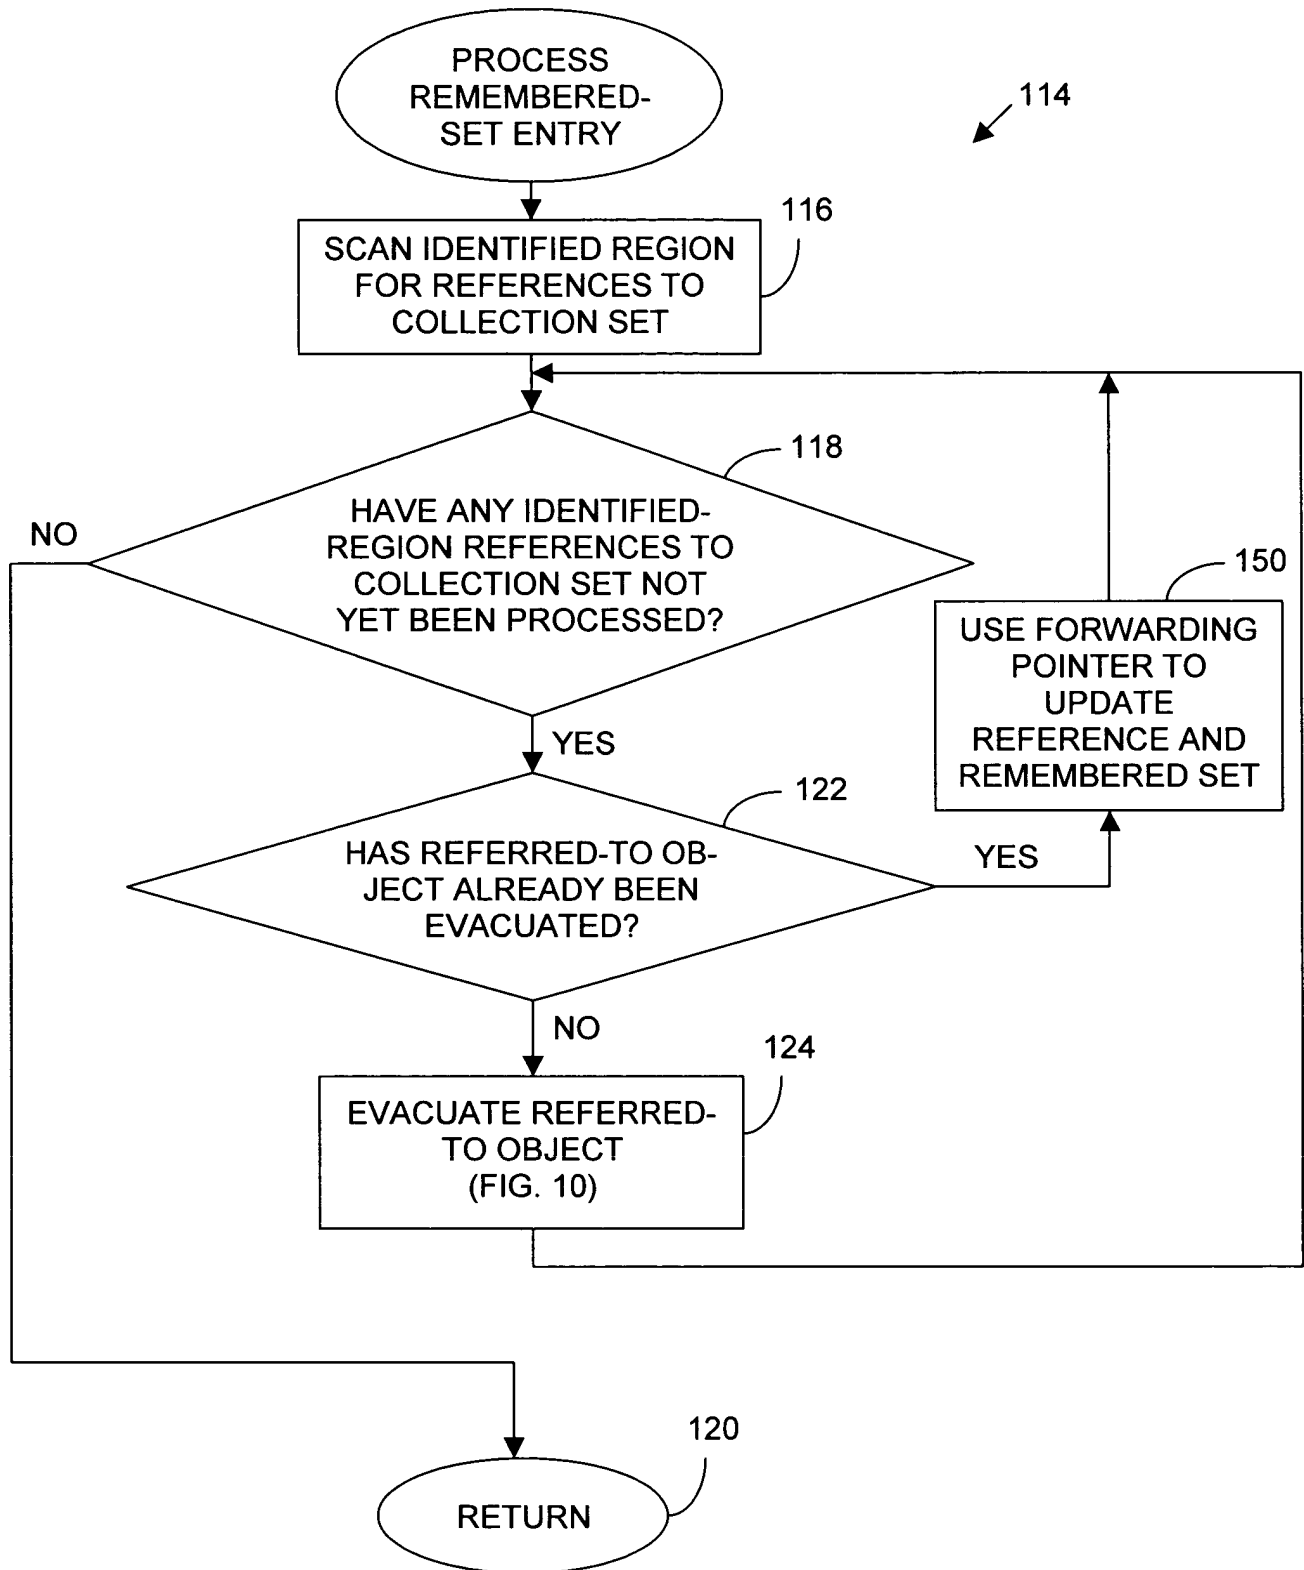 PROCESS
REMEMBERED-
SET ENTRY
114
116
SCAN IDENTIFIED REGION
FOR REFERENCES TO
COLLECTION SET
118
NO
HAVE ANY IDENTIFIED-
REGION REFERENCES TO
COLLECTION SET NOT
YET BEEN PROCESSED?
150
USE FORWARDING
POINTER TO
UPDATE
REFERENCE AND
REMEMBERED SET
YES
122
HAS REFERRED-TO OB-
JECT ALREADY BEEN
EVACUATED?
YES
NO
124
EVACUATE REFERRED-
TO OBJECT
(FIG. 10)
120
RETURN